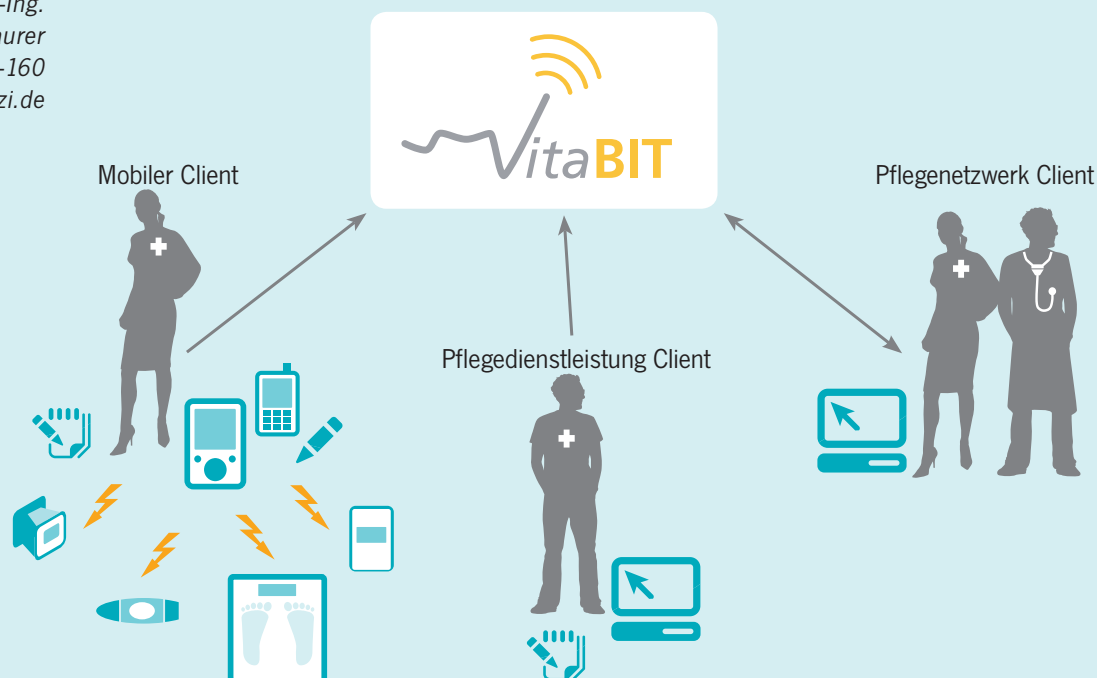 -Ing.
urer
-160
zi.de
VitaBIT
Mobiler Client
Pflegenetzwerk Client
Pflegedienstleistung Client